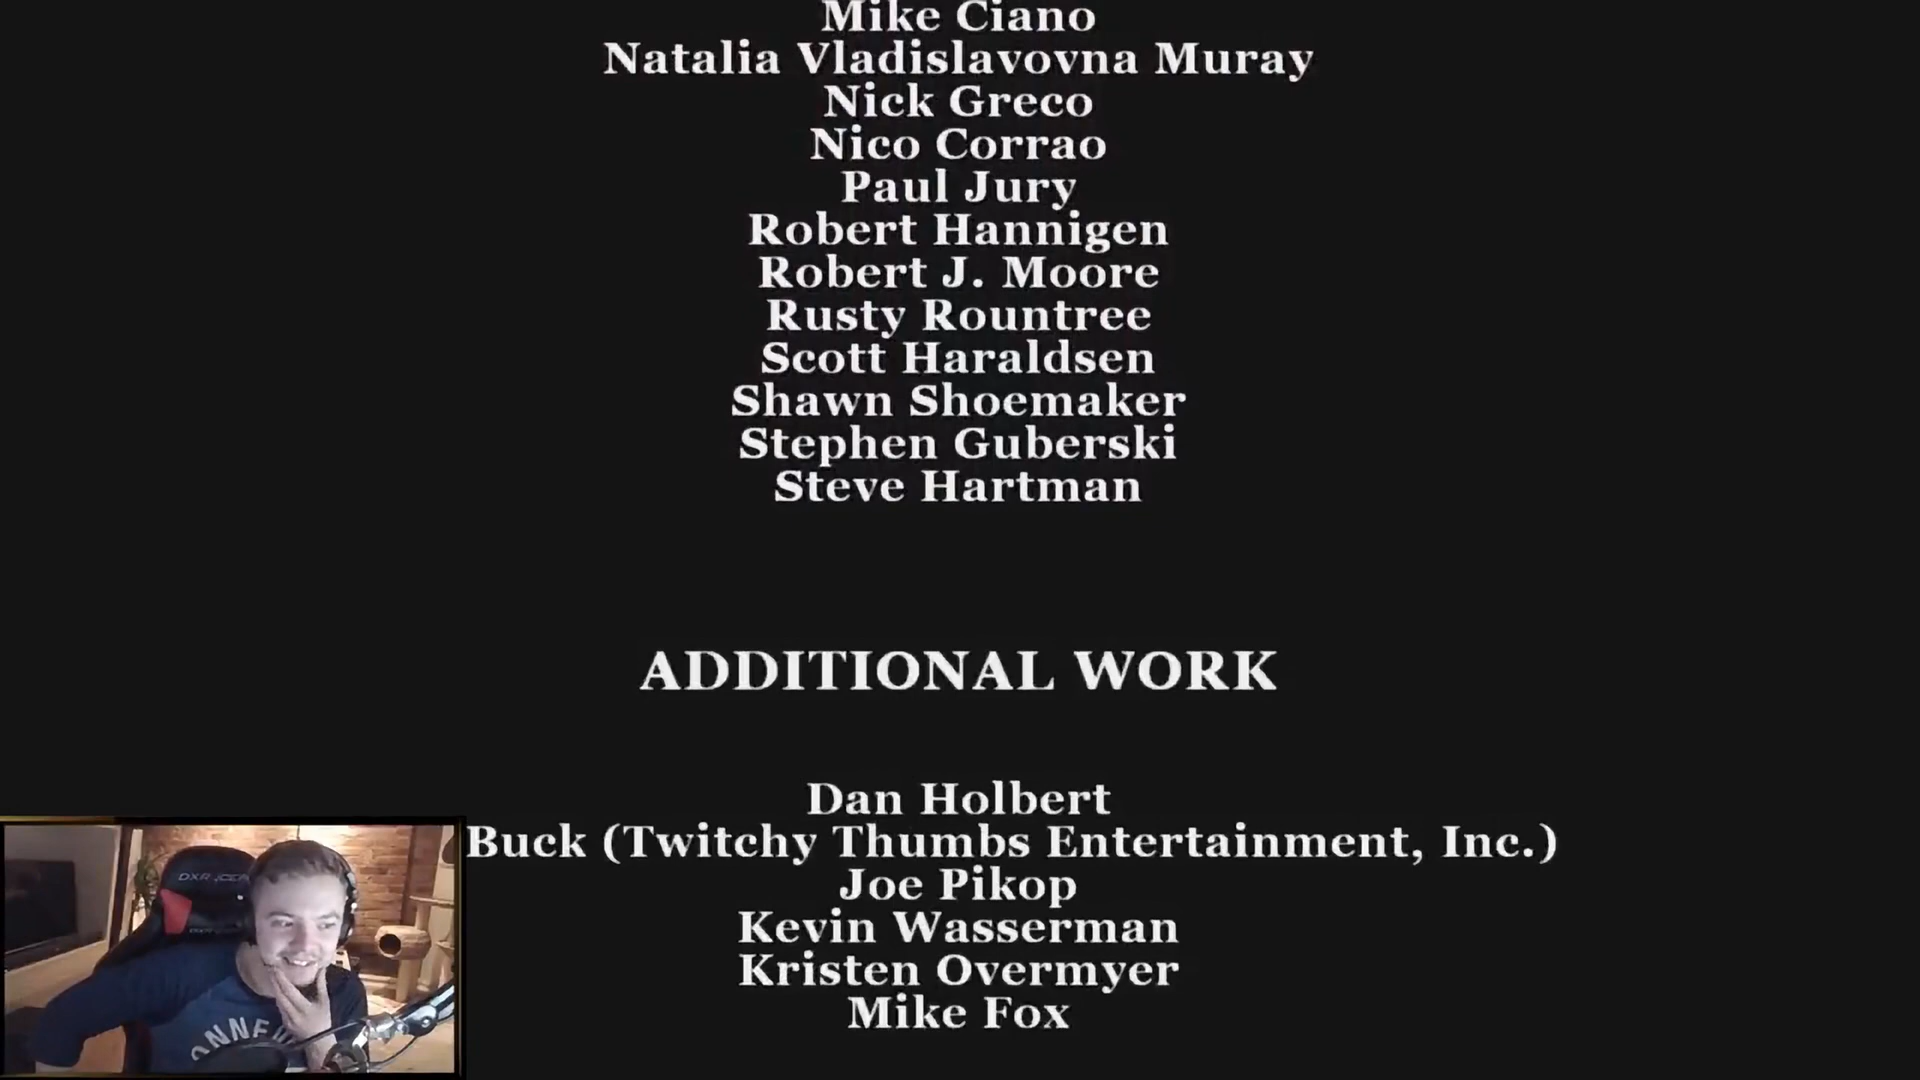 Mike Ciano
Natalia Vladislavovna Muray
Nick Greco
Nico Corrao
Paul Jury
Robert Hannigen
Robert J. Moore
Rusty Rountree
Scott Haraldsen
Shawn Shoemaker
Stephen Guberski
Steve Hartman
ADDITIONAL WORK
Dan Holbert
Buck (Twitchy Thumbs Entertainment, Inc.)
Joe Pikop
Kevin Wasserman
Kristen Overmyer
Mike Fox